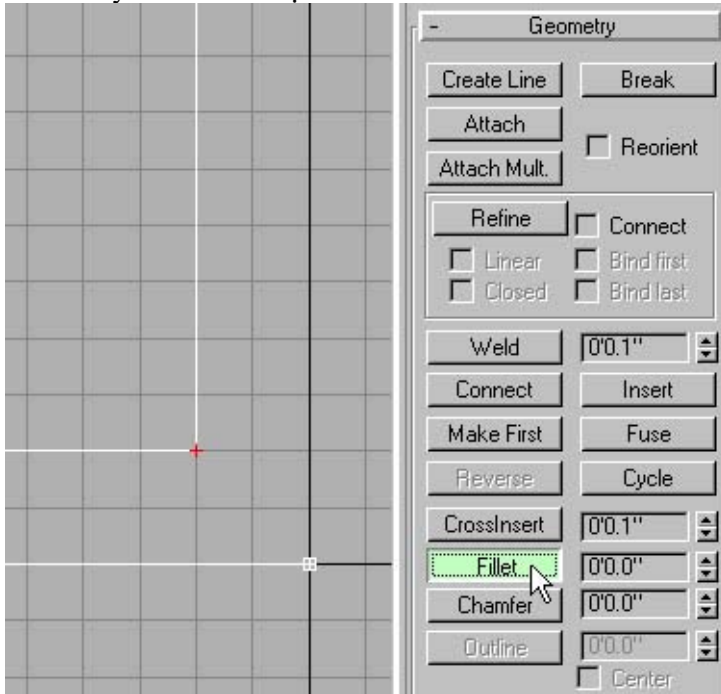 - Geometry
Create Line Break
Attach
Reorient
Attach Mult.
Refine Connect
Linear Bind first
Closed Bind last
Weld 0'0.1"
Connect Insert
Make First Fuse
Reverse Cycle
CrossInsert 0'0.1"
Fillet 0'0.0"
Chamfer 0'0.0"
Outline 0'0.0"
Center